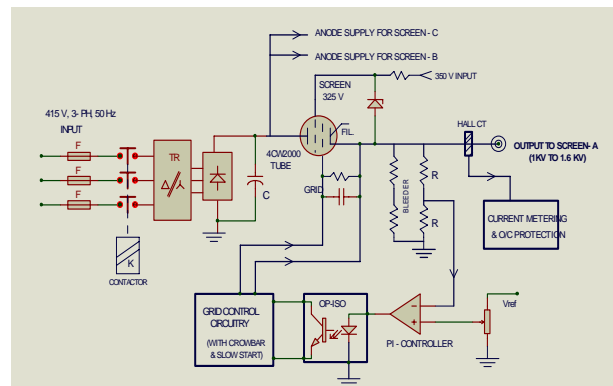 ANODE SUPPLY FOR SCREEN - C
ANODE SUPPLY FOR SCREEN - B
SCREEN
325 V
350 V INPUT
415 V, 3- PH, 50 Hz
INPUT
F
F
F
TR
FIL.
4CW2000
TUBE
C
GRID
HALL CT
OUTPUT TO SCREEN- A
(1KV TO 1.6 KV)
BLEEDER
R
R
CURRENT METERING
& O/C PROTECTION
K
CONTACTOR
GRID CONTROL
CIRCUITRY
(WITH CROWBAR
& SLOW START)
OP-ISO
PI - CONTROLLER
Vref